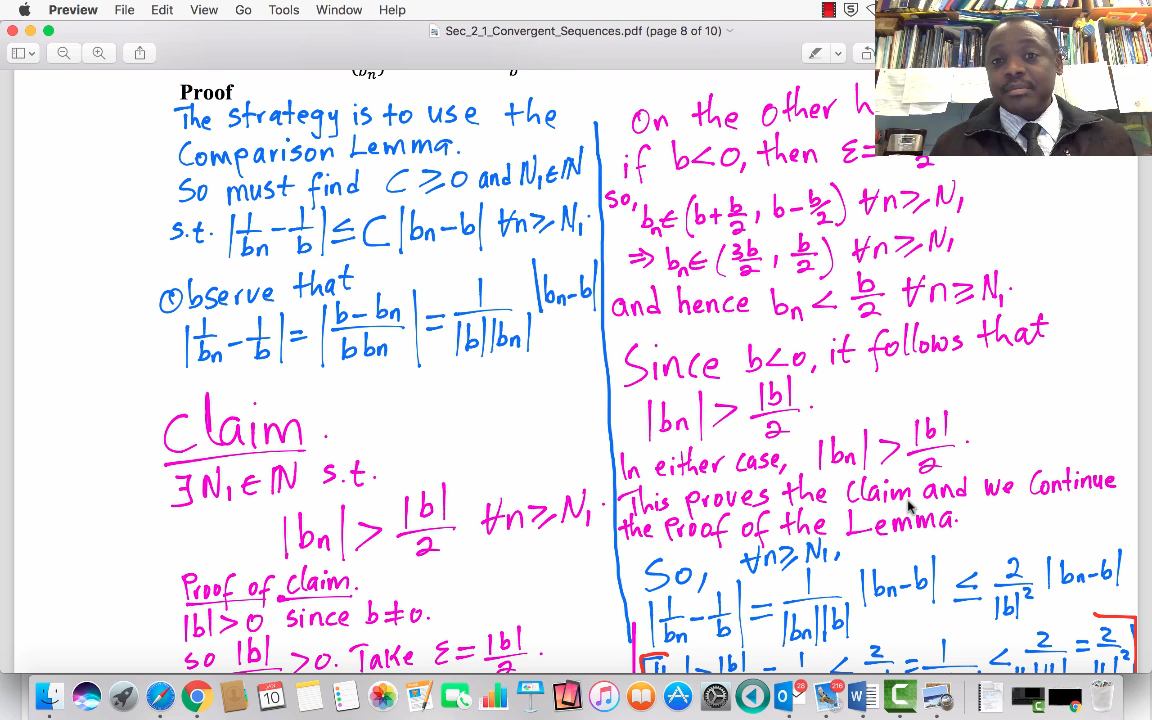 Preview File Edit View Go Tools Window Help
Sec_2_1_Convergent_Sequences.pdf (page 8 of 10)
Proof
The strategy is to use the
Comparison Lemma.
So must find C ⩾ 0 and N₁ ∈ ℕ
s.t. |1/bn − 1/b| ≤ C |bn − b| ∀n ⩾ N₁.
Observe that
|1/bn − 1/b| = |(b − bn)/(b bn)| = 1/(|b||bn|) |bn − b|
Claim.
∃ N₁ ∈ ℕ s.t.
|bn| > |b|/2 ∀n ⩾ N₁.
Proof of claim.
|b| > 0 since b ≠ 0.
so |b|/2 > 0. Take ε = |b|/2.
On the other h
if b < 0, then ε =
so, bn ∈ (b + b/2, b − b/2) ∀n ⩾ N₁
⇒ bn ∈ (3b/2, b/2) ∀n ⩾ N₁
and hence bn < b/2 ∀n ⩾ N₁.
Since b < 0, it follows that
|bn| > |b|/2.
In either case, |bn| > |b|/2.
This proves the claim and we continue
the proof of the Lemma.
So, ∀n ⩾ N₁,
|1/bn − 1/b| = 1/(|bn||b|) |bn − b| ≤ 2/|b|² |bn − b|
JUL
10
28
216